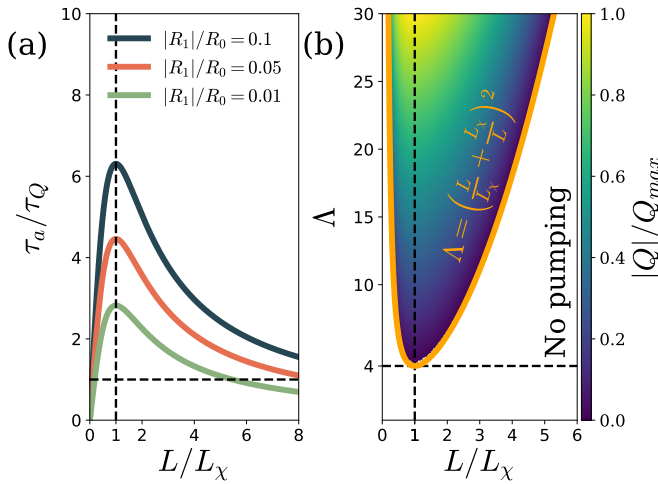 (a)
10
8
6
4
2
0
τ_a/τ_Q
|R_1|/R_0 = 0.1
|R_1|/R_0 = 0.05
|R_1|/R_0 = 0.01
0 1 2 4 6 8
L/L_χ
(b)
30
25
20
15
10
4
Λ
Λ = (L/L_χ + L_χ/L)^2
No pumping
0 1 2 3 4 5 6
L/L_χ
1.0
0.8
0.6
0.4
0.2
0.0
|Q|/Q_max